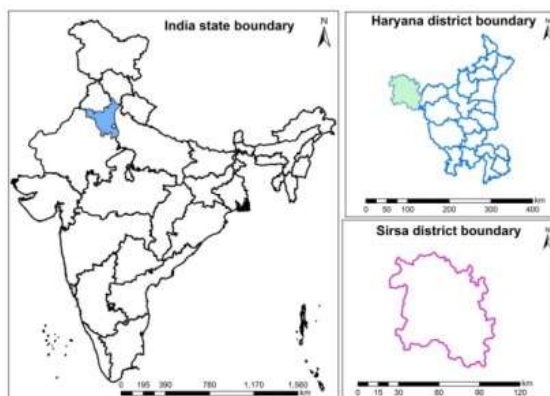 India state boundary
N
0 195 390 780 1,170 1,560
km
Haryana district boundary
N
km
0 50 100 200 300 400
Sirsa district boundary
N
km
0 15 30 60 90 120